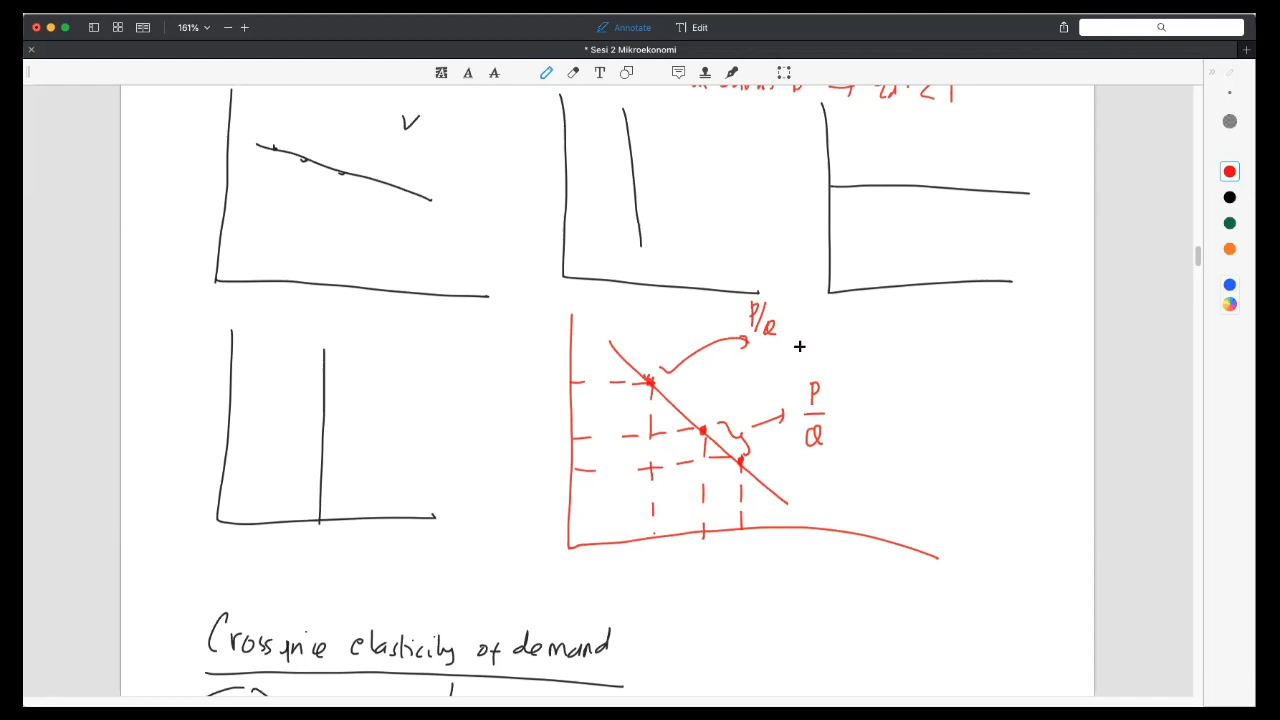 161%
Annotate
Edit
* Sesi 2 Mikroekonomi
V
P/Q
P
Q
Cross price elasticity of demand